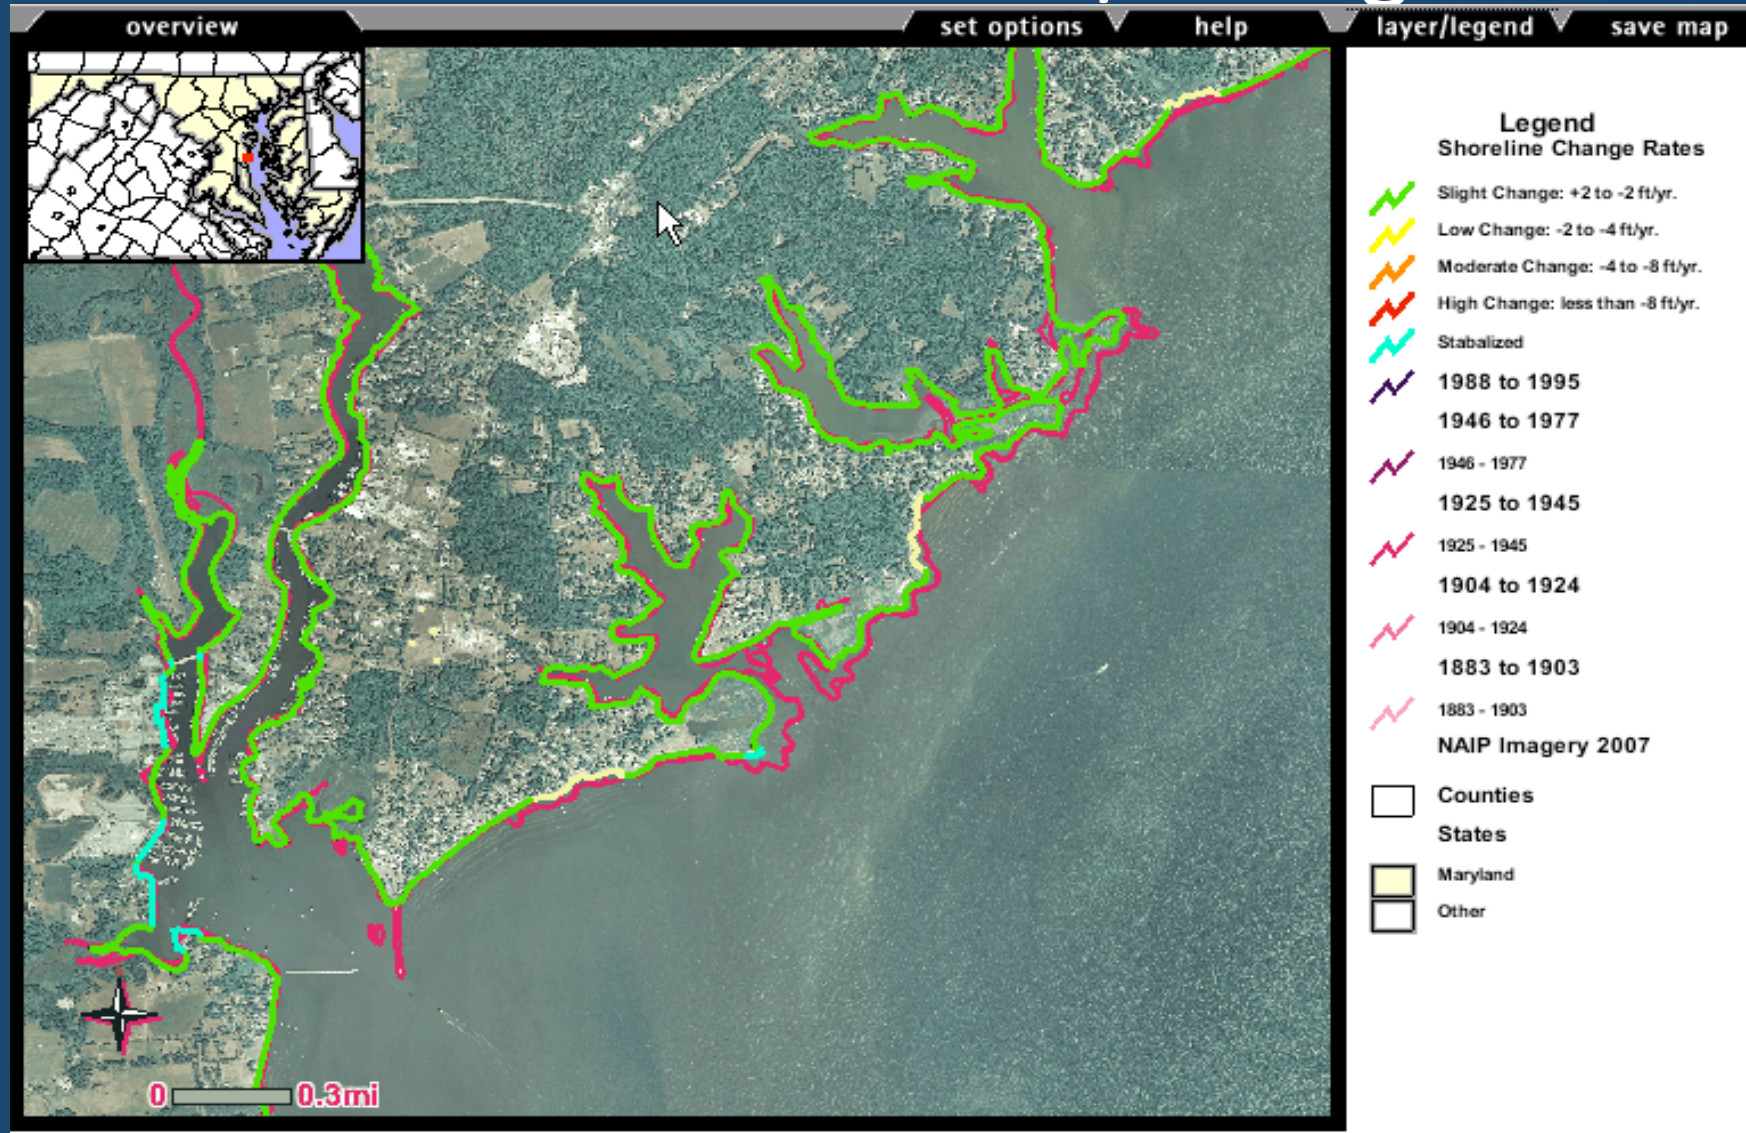 overview
set options
help
layer/legend
save map
Legend
Shoreline Change Rates
Slight Change: +2 to -2 ft/yr.
Low Change: -2 to -4 ft/yr.
Moderate Change: -4 to -8 ft/yr.
High Change: less than -8 ft/yr.
Stabalized
1988 to 1995
1946 to 1977
1946 - 1977
1925 to 1945
1925 - 1945
1904 to 1924
1904 - 1924
1883 to 1903
1883 - 1903
NAIP Imagery 2007
Counties
States
Maryland
Other
0 0.3mi